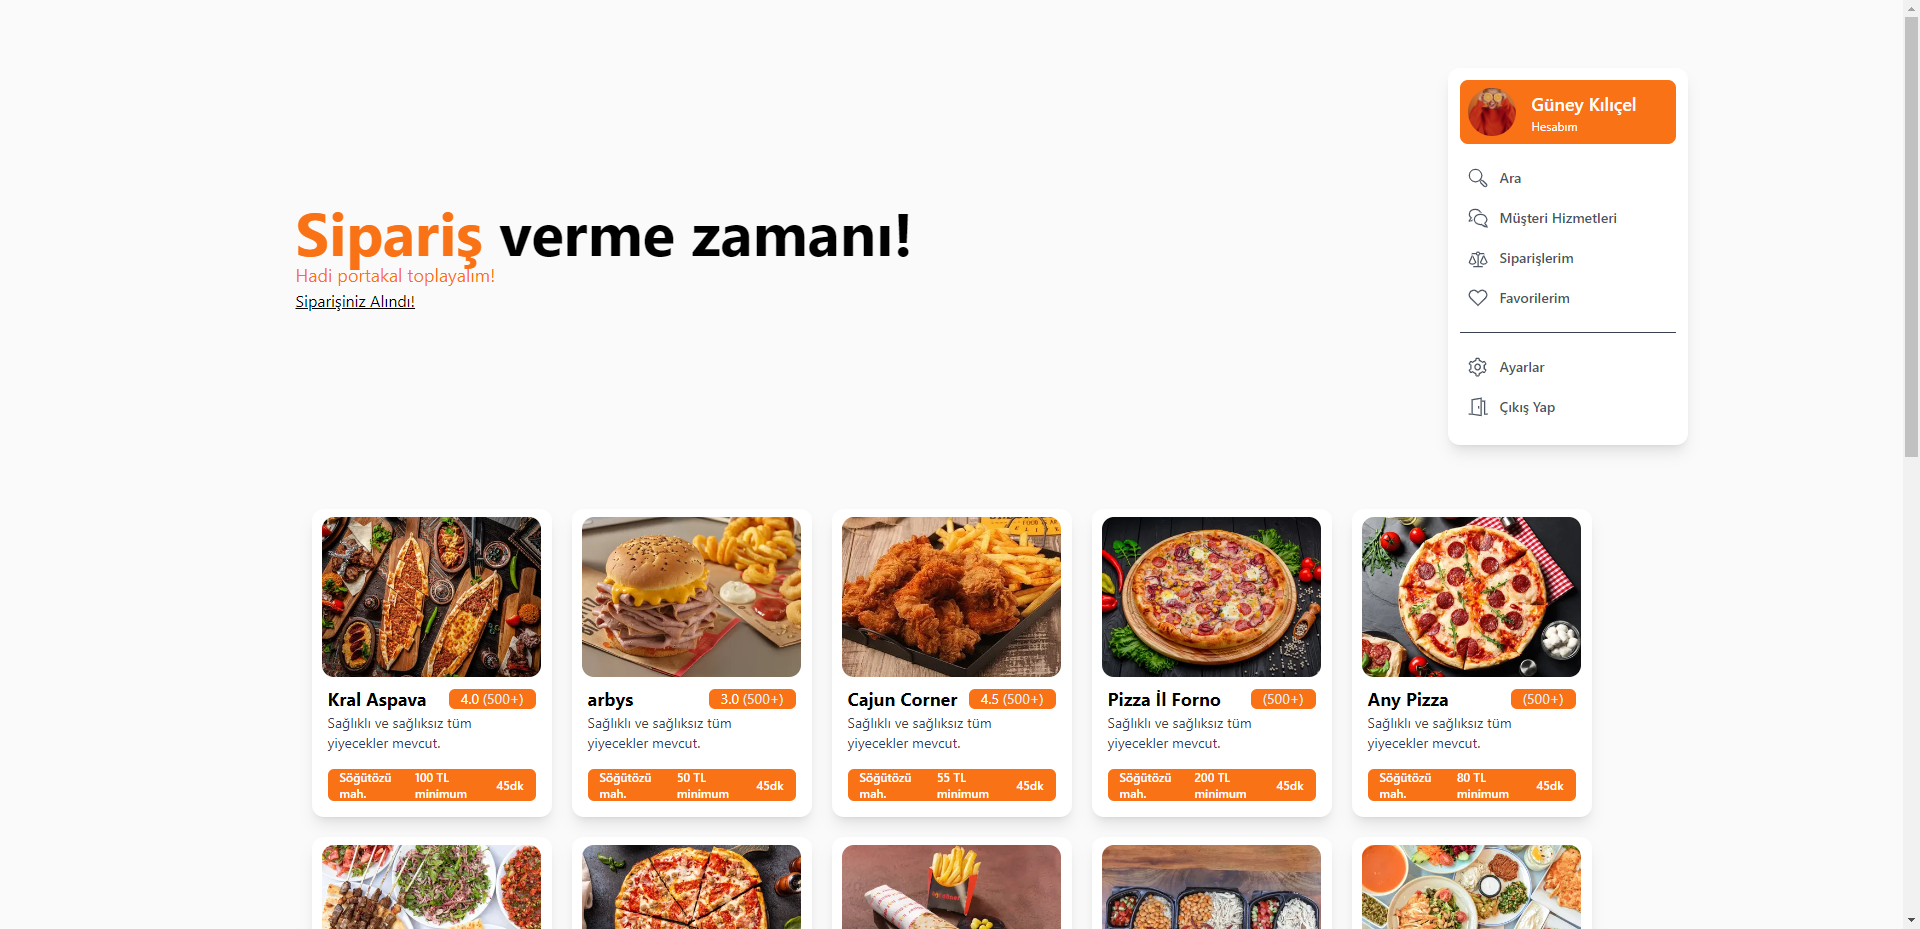 Güney Kılıçel
Hesabım
Ara
Müşteri Hizmetleri
Siparişlerim
Favorilerim
Ayarlar
Çıkış Yap
Sipariş verme zamanı!
Hadi portakal toplayalım!
Siparişiniz Alındı!
Kral Aspava 4.0 (500+)
Sağlıklı ve sağlıksız tüm
yiyecekler mevcut.
Söğütözü mah. 100 TL minimum 45dk
arbys 3.0 (500+)
Sağlıklı ve sağlıksız tüm
yiyecekler mevcut.
Söğütözü mah. 50 TL minimum 45dk
Cajun Corner 4.5 (500+)
Sağlıklı ve sağlıksız tüm
yiyecekler mevcut.
Söğütözü mah. 55 TL minimum 45dk
Pizza İl Forno (500+)
Sağlıklı ve sağlıksız tüm
yiyecekler mevcut.
Söğütözü mah. 200 TL minimum 45dk
Any Pizza (500+)
Sağlıklı ve sağlıksız tüm
yiyecekler mevcut.
Söğütözü mah. 80 TL minimum 45dk